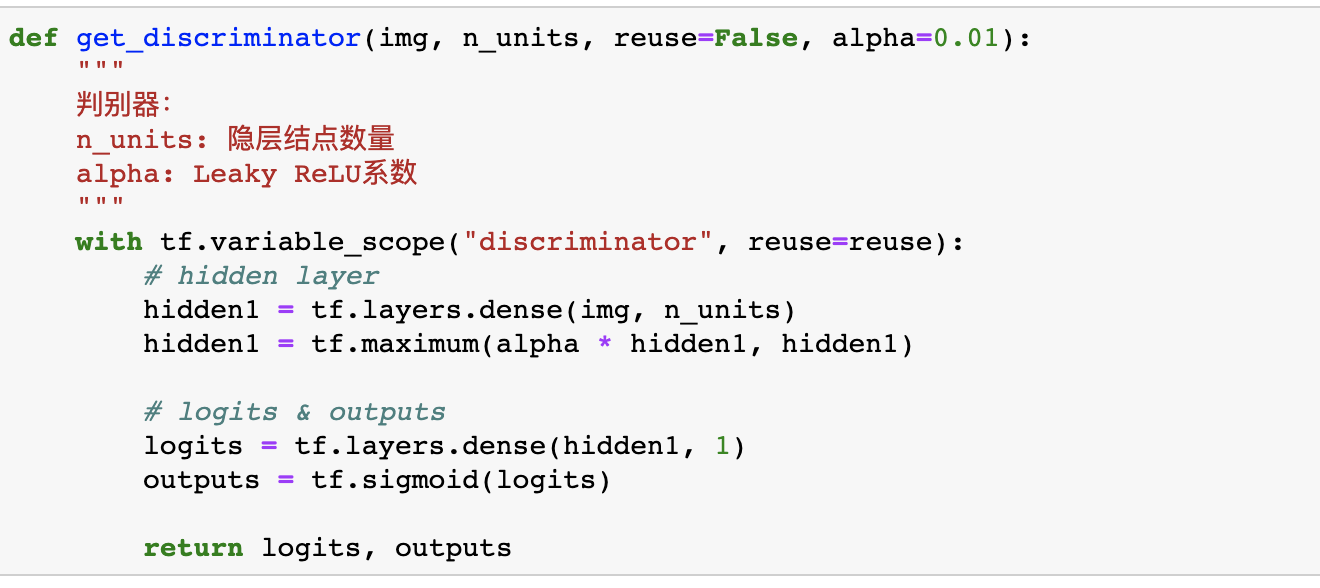 def get_discriminator(img, n_units, reuse=False, alpha=0.01):
    """
    判别器：
    n_units: 隐层结点数量
    alpha: Leaky ReLU系数
    """
    with tf.variable_scope("discriminator", reuse=reuse):
        # hidden layer
        hidden1 = tf.layers.dense(img, n_units)
        hidden1 = tf.maximum(alpha * hidden1, hidden1)
        # logits & outputs
        logits = tf.layers.dense(hidden1, 1)
        outputs = tf.sigmoid(logits)
        return logits, outputs